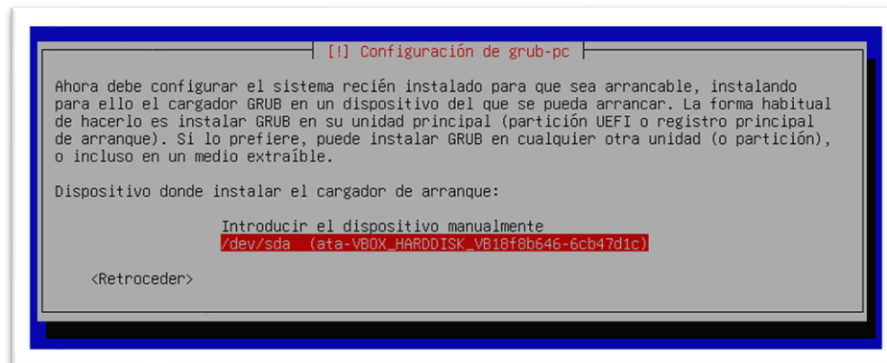 [!] Configuración de grub-pc
Ahora debe configurar el sistema recién instalado para que sea arrancable, instalando
para ello el cargador GRUB en un dispositivo del que se pueda arrancar. La forma habitual
de hacerlo es instalar GRUB en su unidad principal (partición UEFI o registro principal
de arranque). Si lo prefiere, puede instalar GRUB en cualquier otra unidad (o partición),
o incluso en un medio extraíble.
Dispositivo donde instalar el cargador de arranque:
Introducir el dispositivo manualmente
/dev/sda (ata-VBOX_HARDDISK_VB18f8b646-6cb47d1c)
<Retroceder>